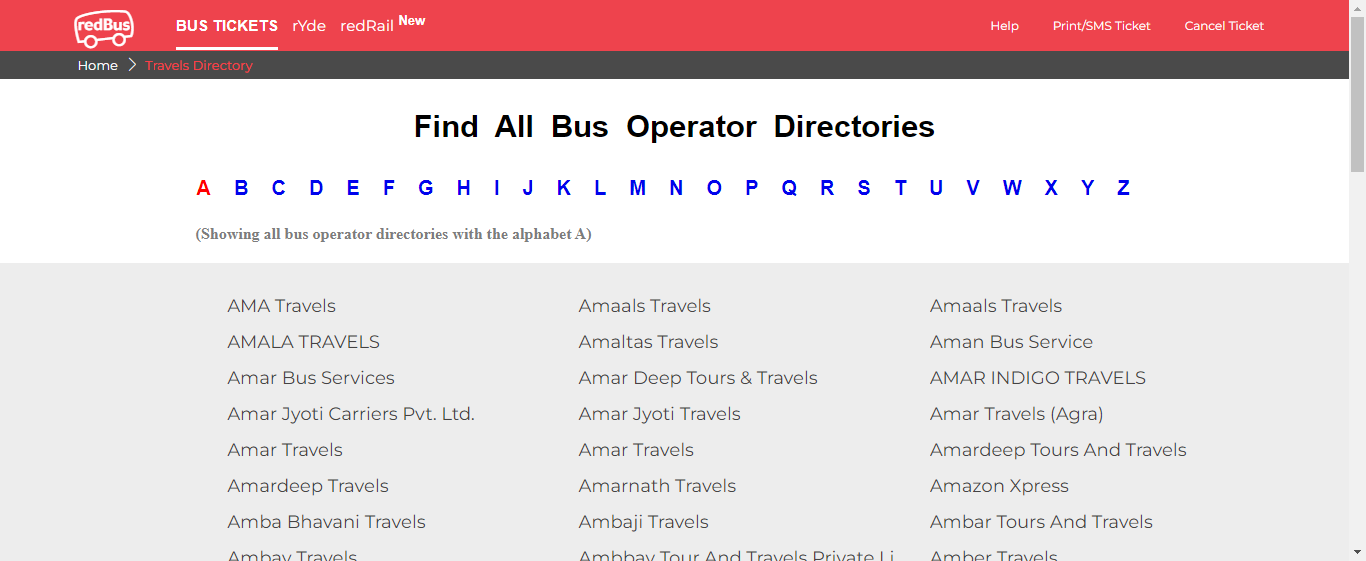 redBus BUS TICKETS rYde redRail New Help Print/SMS Ticket Cancel Ticket
Home > Travels Directory
Find All Bus Operator Directories
A B C D E F G H I J K L M N O P Q R S T U V W X Y Z
(Showing all bus operator directories with the alphabet A)
AMA Travels Amaals Travels Amaals Travels
AMALA TRAVELS Amaltas Travels Aman Bus Service
Amar Bus Services Amar Deep Tours & Travels AMAR INDIGO TRAVELS
Amar Jyoti Carriers Pvt. Ltd. Amar Jyoti Travels Amar Travels (Agra)
Amar Travels Amar Travels Amardeep Tours And Travels
Amardeep Travels Amarnath Travels Amazon Xpress
Amba Bhavani Travels Ambaji Travels Ambar Tours And Travels
Ambay Travels Ambbay Tour And Travels Private Li Amber Travels